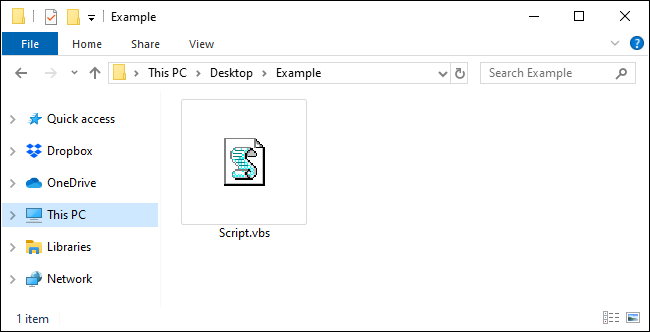 Example
File Home Share View
This PC Desktop Example Search Example
Quick access
Dropbox
OneDrive
This PC
Libraries
Network
Script.vbs
1 item